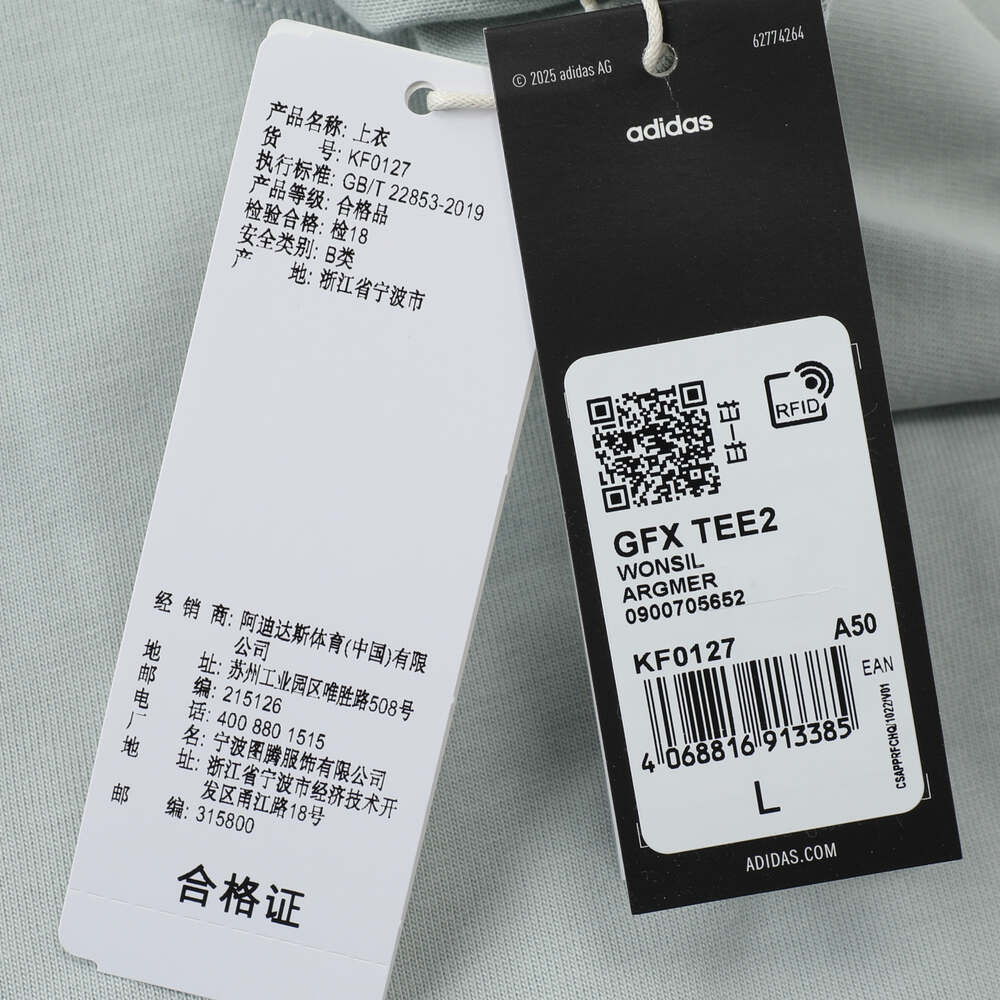 产品名称: 上衣
货 号: KF0127
执行标准: GB/T 22853-2019
产品等级: 合格品
检验合格: 检18
安全类别: B类
产 地: 浙江省宁波市
经 销 商: 阿迪达斯体育(中国)有限
公司
地 址: 苏州工业园区唯胜路508号
邮 编: 215126
电 话: 400 880 1515
厂 名: 宁波图腾服饰有限公司
地 址: 浙江省宁波市经济技术开
发区甬江路18号
邮 编: 315800
合格证
62774264
© 2025 adidas AG
adidas
RFID
GFX TEE2
WONSIL
ARGMER
0900705652
KF0127
A50
EAN
4 068816 913385
CSAPPRFCHQ/1022/V01
L
ADIDAS.COM